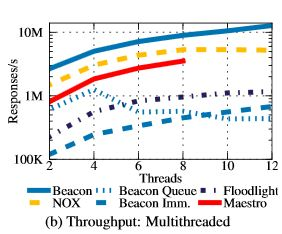 10M
Responses/s
1M
100K
2 4 6 8 10 12
Threads
Beacon Beacon Queue Floodlight
NOX Beacon Imm. Maestro
(b) Throughput: Multithreaded